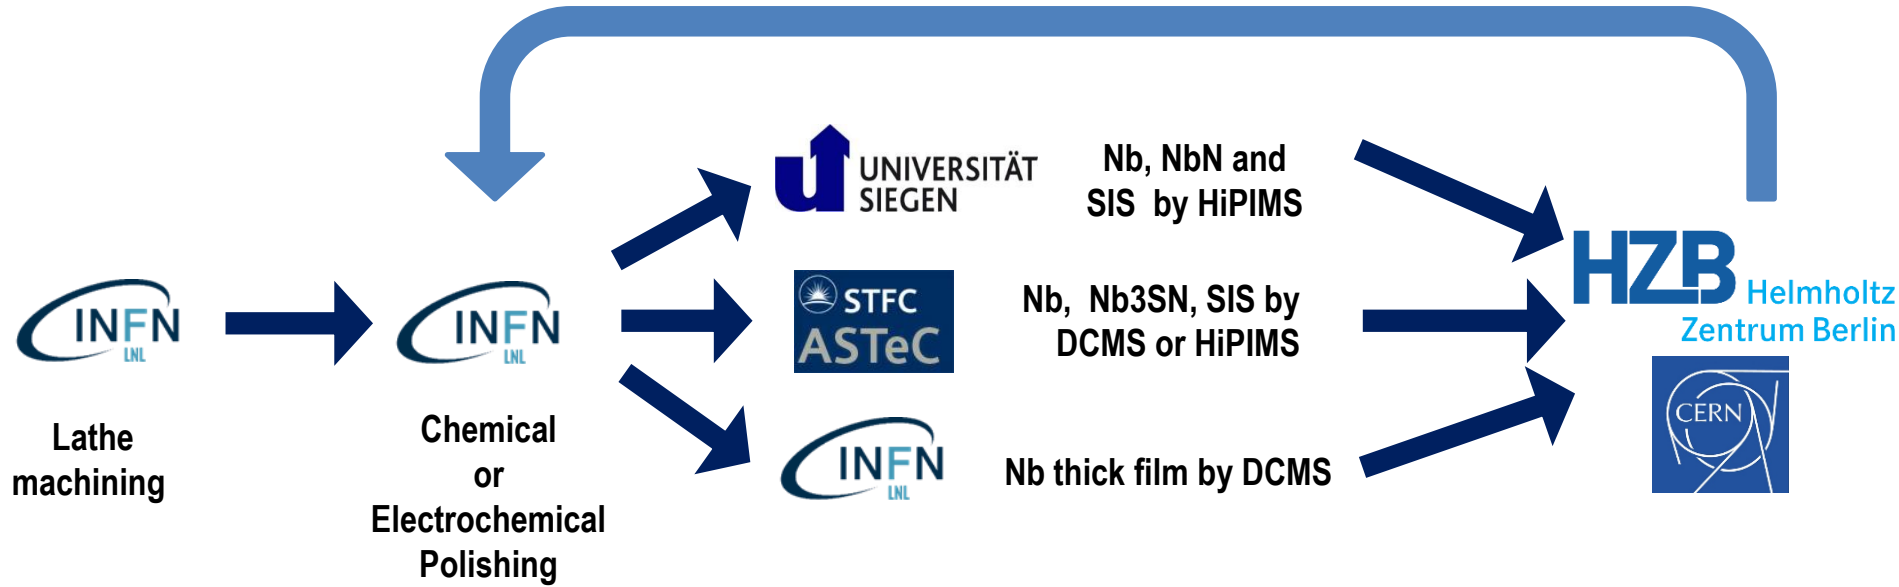 INFN
LNL
Lathe
machining
INFN
LNL
Chemical
or
Electrochemical
Polishing
UNIVERSITÄT
SIEGEN
Nb, NbN and
SIS by HiPIMS
STFC
ASTeC
Nb, Nb3SN, SIS by
DCMS or HiPIMS
INFN
LNL
Nb thick film by DCMS
HZB
Helmholtz
Zentrum Berlin
CERN